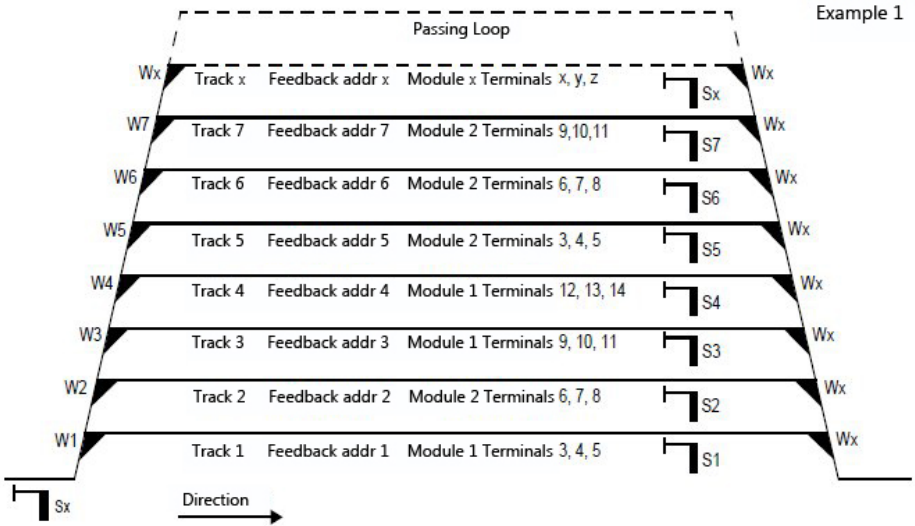 Example 1
Passing Loop
Wx Track x Feedback addr x Module x Terminals x, y, z Sx Wx
W7 Track 7 Feedback addr 7 Module 2 Terminals 9,10,11 S7 Wx
W6 Track 6 Feedback addr 6 Module 2 Terminals 6, 7, 8 S6 Wx
W5 Track 5 Feedback addr 5 Module 2 Terminals 3, 4, 5 S5 Wx
W4 Track 4 Feedback addr 4 Module 1 Terminals 12, 13, 14 S4 Wx
W3 Track 3 Feedback addr 3 Module 1 Terminals 9, 10, 11 S3 Wx
W2 Track 2 Feedback addr 2 Module 2 Terminals 6, 7, 8 S2 Wx
W1 Track 1 Feedback addr 1 Module 1 Terminals 3, 4, 5 S1 Wx
Sx Direction